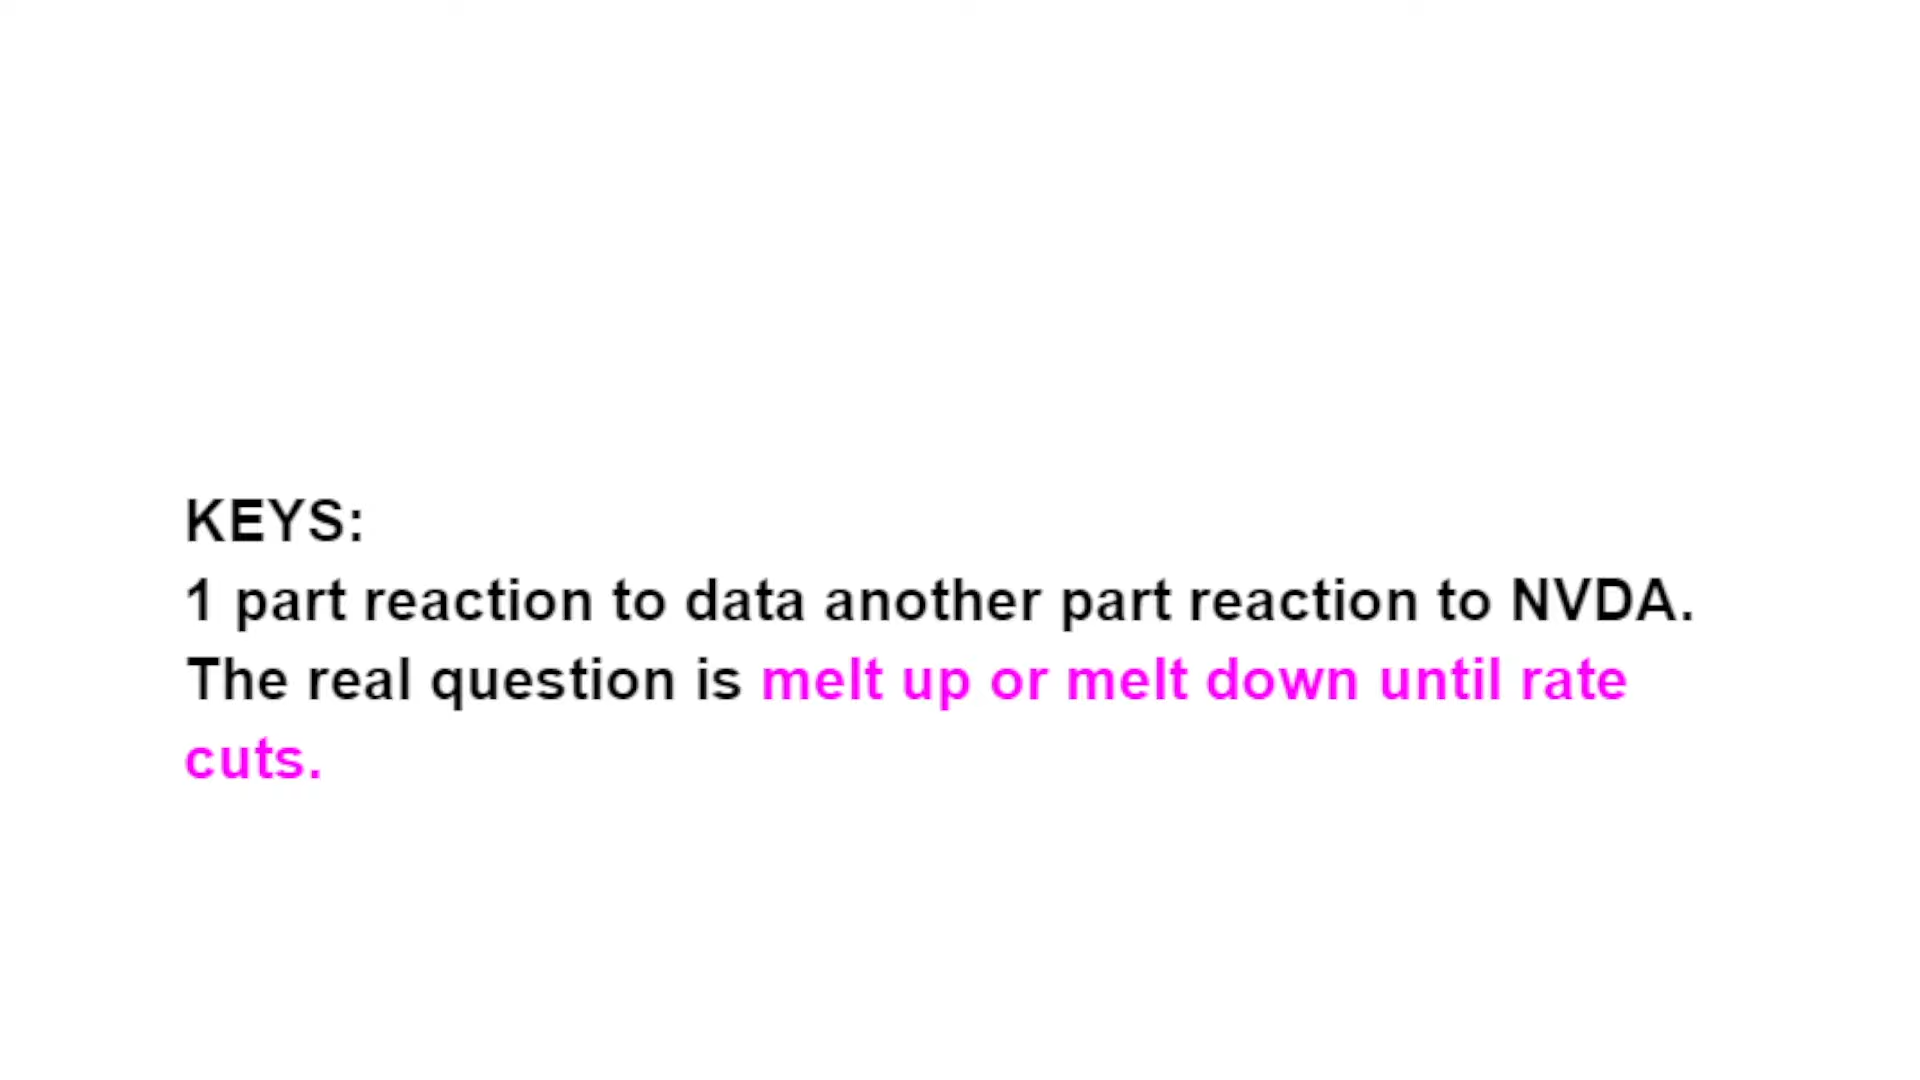 KEYS:
1 part reaction to data another part reaction to NVDA.
The real question is melt up or melt down until rate
cuts.